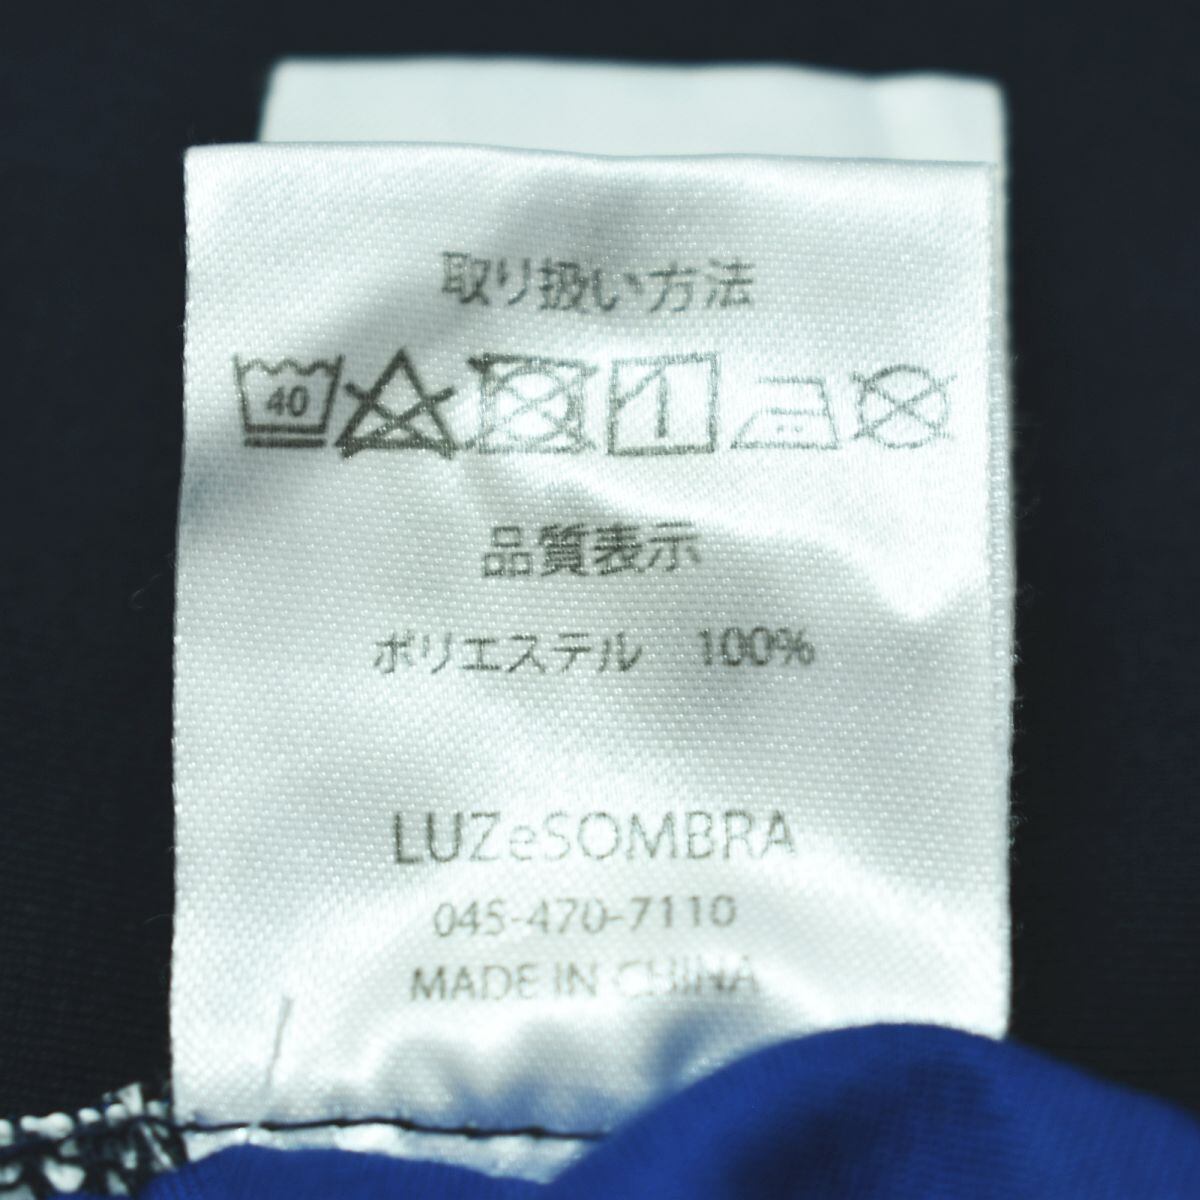 取り扱い方法
40
品質表示
ポリエステル 100%
LUZeSOMBRA
045-470-7110
MADE IN CHINA